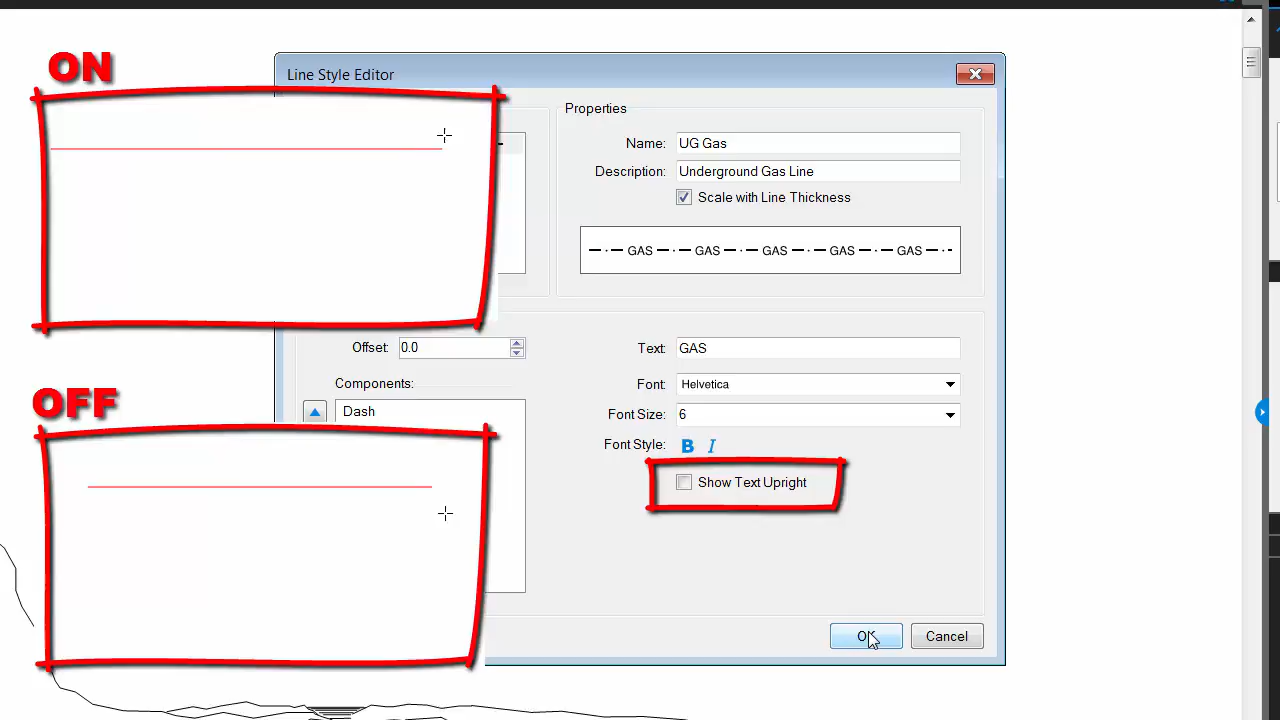 ON
Line Style Editor
Properties
Name: UG Gas
Description: Underground Gas Line
Scale with Line Thickness
GAS GAS GAS GAS GAS
Offset: 0.0
Text: GAS
Components:
Font: Helvetica
OFF
Dash
Font Size: 6
Font Style: B I
Show Text Upright
OK
Cancel